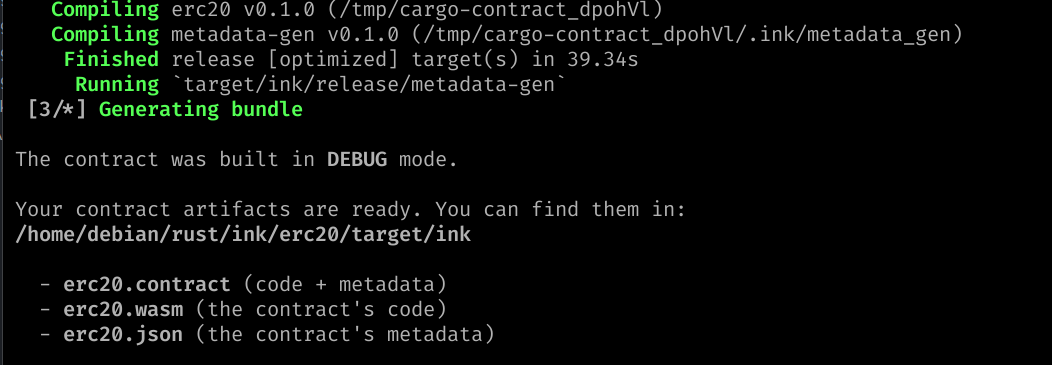 Compiling erc20 v0.1.0 (/tmp/cargo-contract_dpohVl)
Compiling metadata-gen v0.1.0 (/tmp/cargo-contract_dpohVl/.ink/metadata_gen)
Finished release [optimized] target(s) in 39.34s
Running `target/ink/release/metadata-gen`
[3/*] Generating bundle
The contract was built in DEBUG mode.
Your contract artifacts are ready. You can find them in:
/home/debian/rust/ink/erc20/target/ink
- erc20.contract (code + metadata)
- erc20.wasm (the contract's code)
- erc20.json (the contract's metadata)